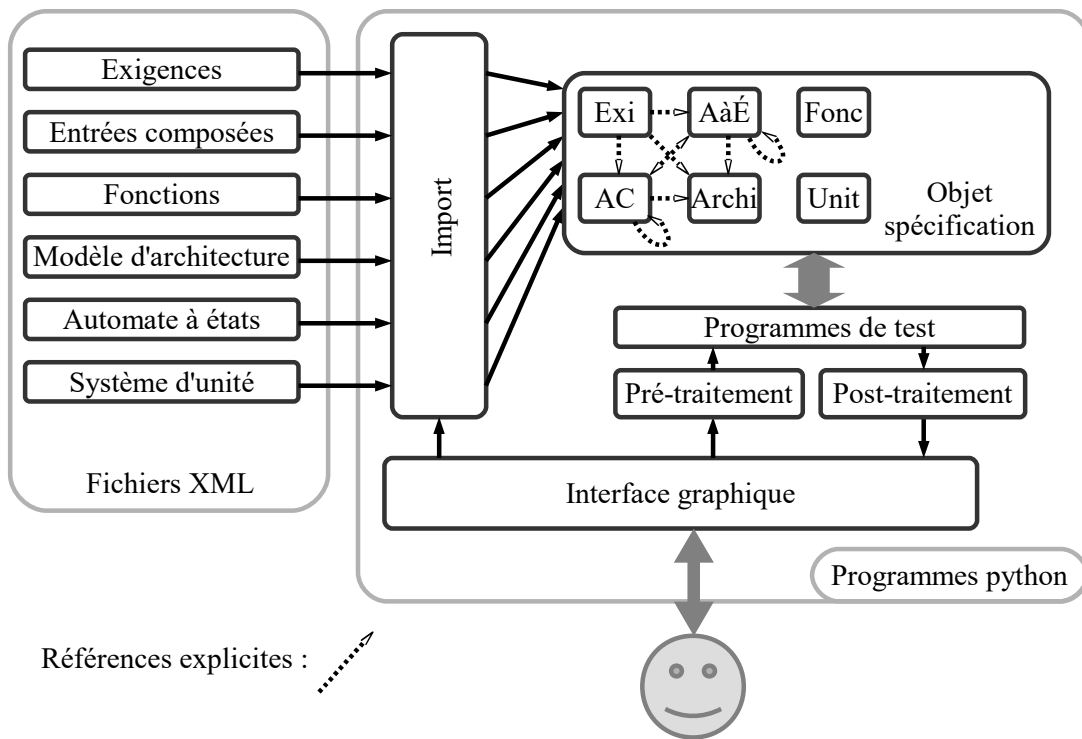 Exigences
Entrées composées
Fonctions
Modèle d'architecture
Automate à états
Système d'unité
Fichiers XML
Import
Exi
AàÉ
Fonc
AC
Archi
Unit
Objet
spécification
Programmes de test
Pré-traitement
Post-traitement
Interface graphique
Programmes python
Références explicites :